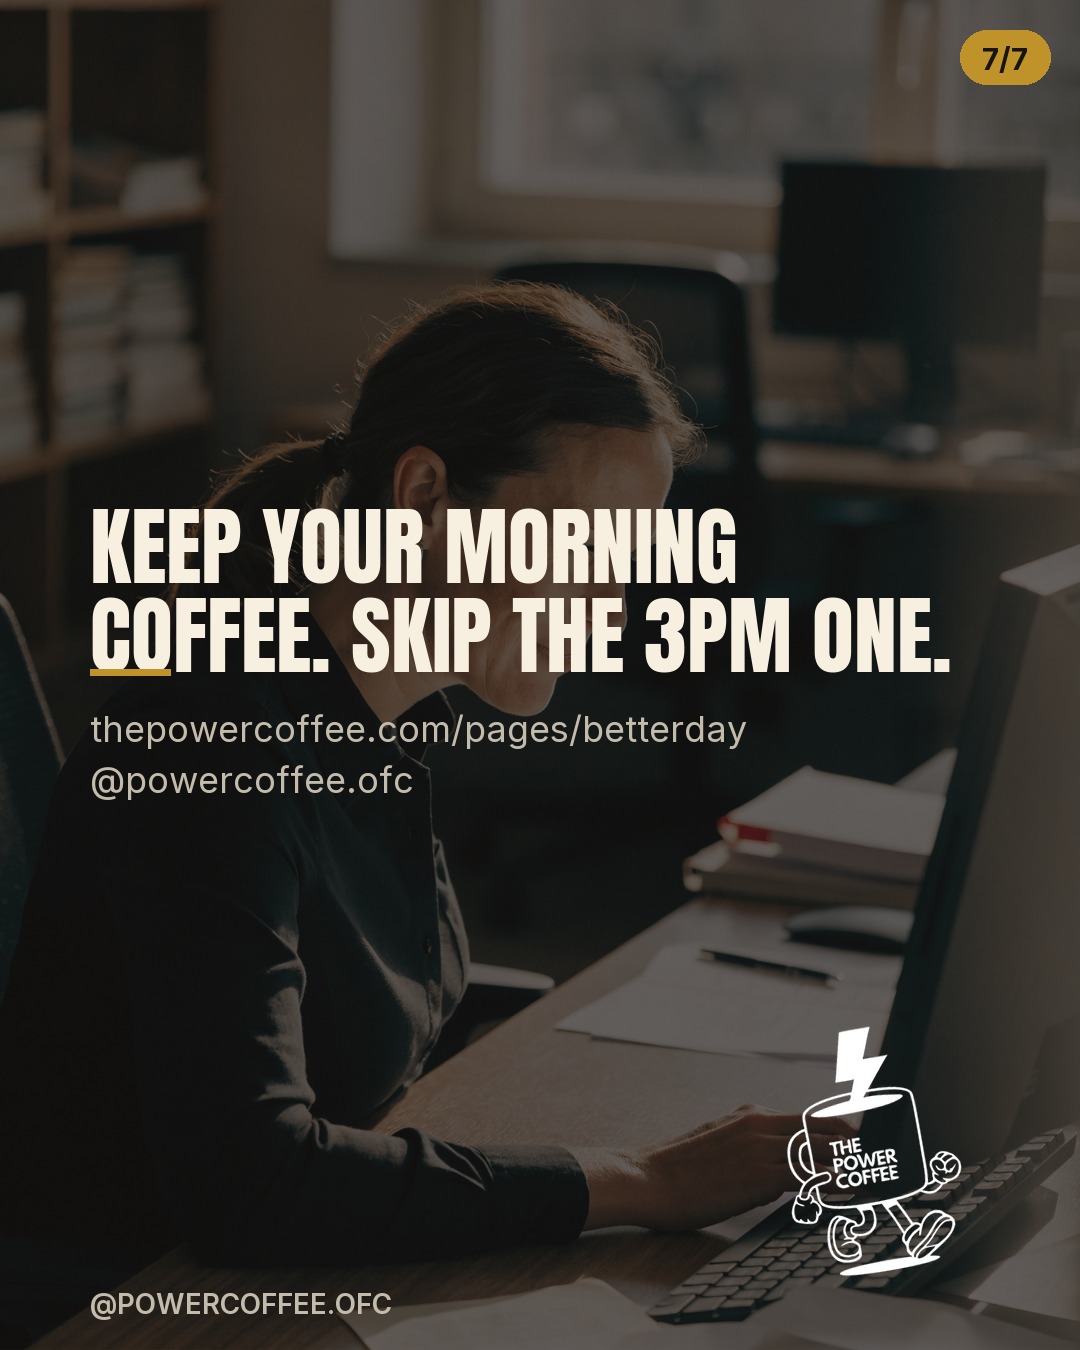 7/7
KEEP YOUR MORNING
COFFEE. SKIP THE 3PM ONE.
thepowercoffee.com/pages/betterday
@powercoffee.ofc
THE
POWER
COFFEE
@POWERCOFFEE.OFC